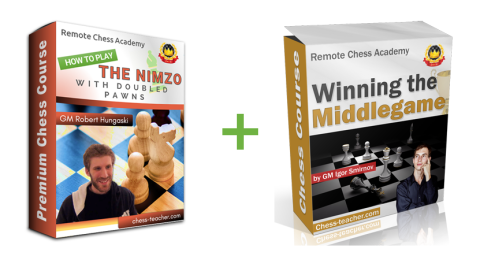 Premium Chess Course
Remote Chess Academy
HOW TO PLAY
THE NIMZO
WITH DOUBLED
PAWNS
GM Robert Hungaski
chess-teacher.com
+
Chess Course
Remote Chess Academy
Winning the
Middlegame
by GM Igor Smirnov
Chess-teacher.com